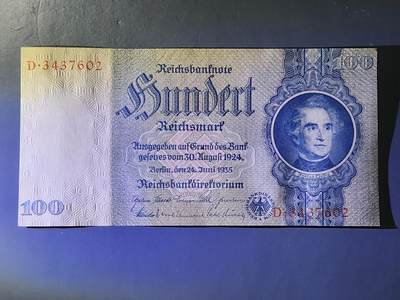 D·3437602
Reichsbanknote
100
Hundert
Reichsmark
Ausgegeben auf Grund des Bank-
gesetzes vom 30. August 1924
Berlin, den 24. Juni 1935
Reichsbankdirektorium
100
D·3437602